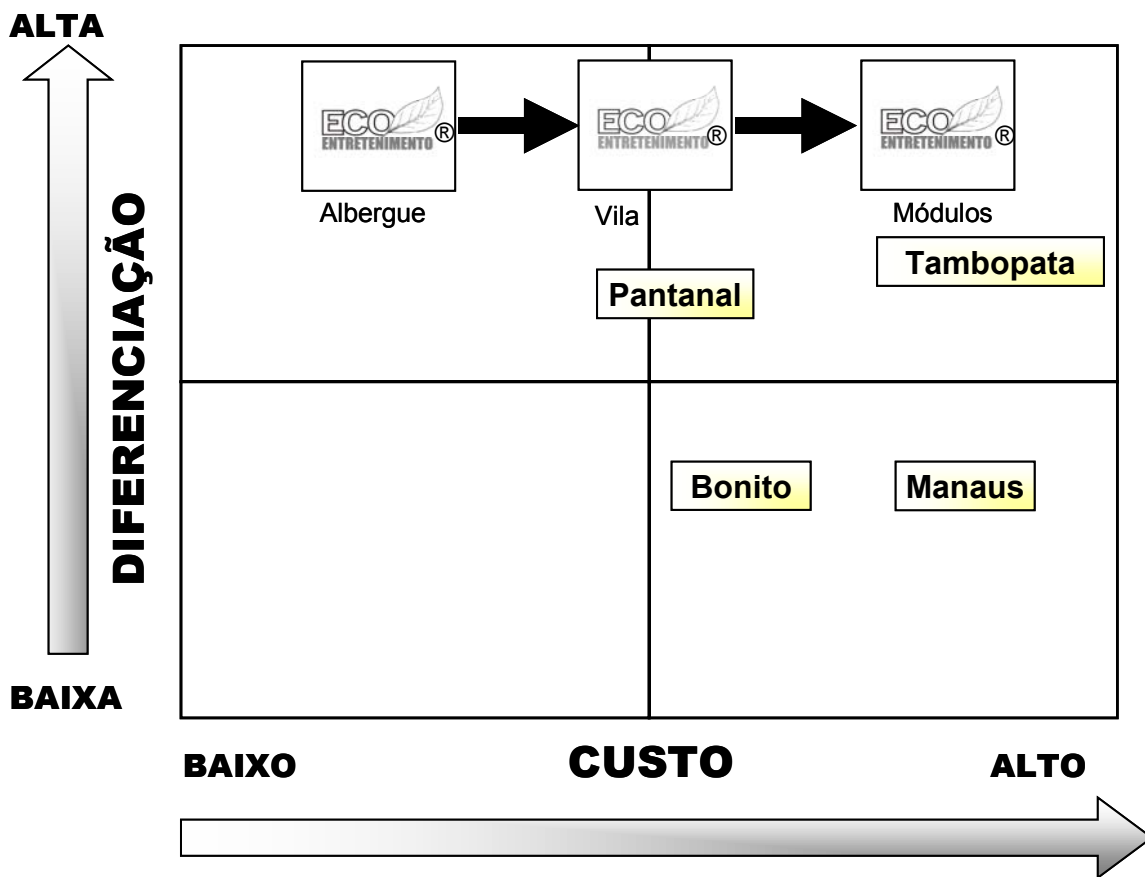 ALTA
ECO
ENTRETENIMENTO ®
ECO
ENTRETENIMENTO ®
ECO
ENTRETENIMENTO ®
Albergue
Vila
Módulos
Tambopata
Pantanal
DIFERENCIAÇÃO
Bonito
Manaus
BAIXA
BAIXO
CUSTO
ALTO